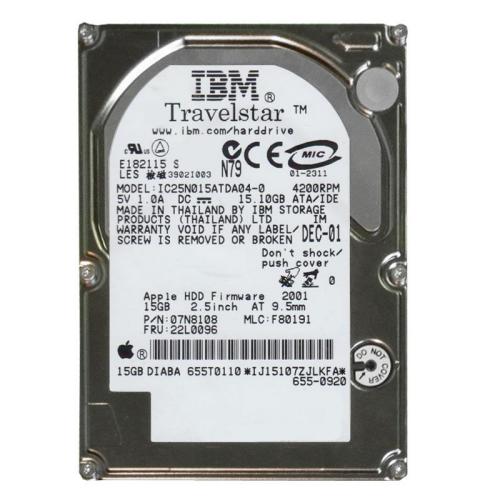 IBM®
Travelstar ™
www.ibm.com/harddrive
E182115 S
N79
MIC
LES 39021003
01-2311
MODEL: IC25N015ATDA04-0 4200RPM
5V 1.0A DC 15.10GB ATA/IDE
MADE IN THAILAND BY IBM STORAGE
PRODUCTS (THAILAND) LTD IM
WARRANTY VOID IF ANY LABEL OR
SCREW IS REMOVED OR BROKEN DEC-01
Don't shock/
push cover
0
Apple HDD Firmware 2001
15GB 2.5inch AT 9.5mm
P/N:07N8108 MLC:F80191
FRU:22L0096
DO NOT COVER
15GB DIABA 655T0110 *IJ15107ZJLKFA*
655-0920